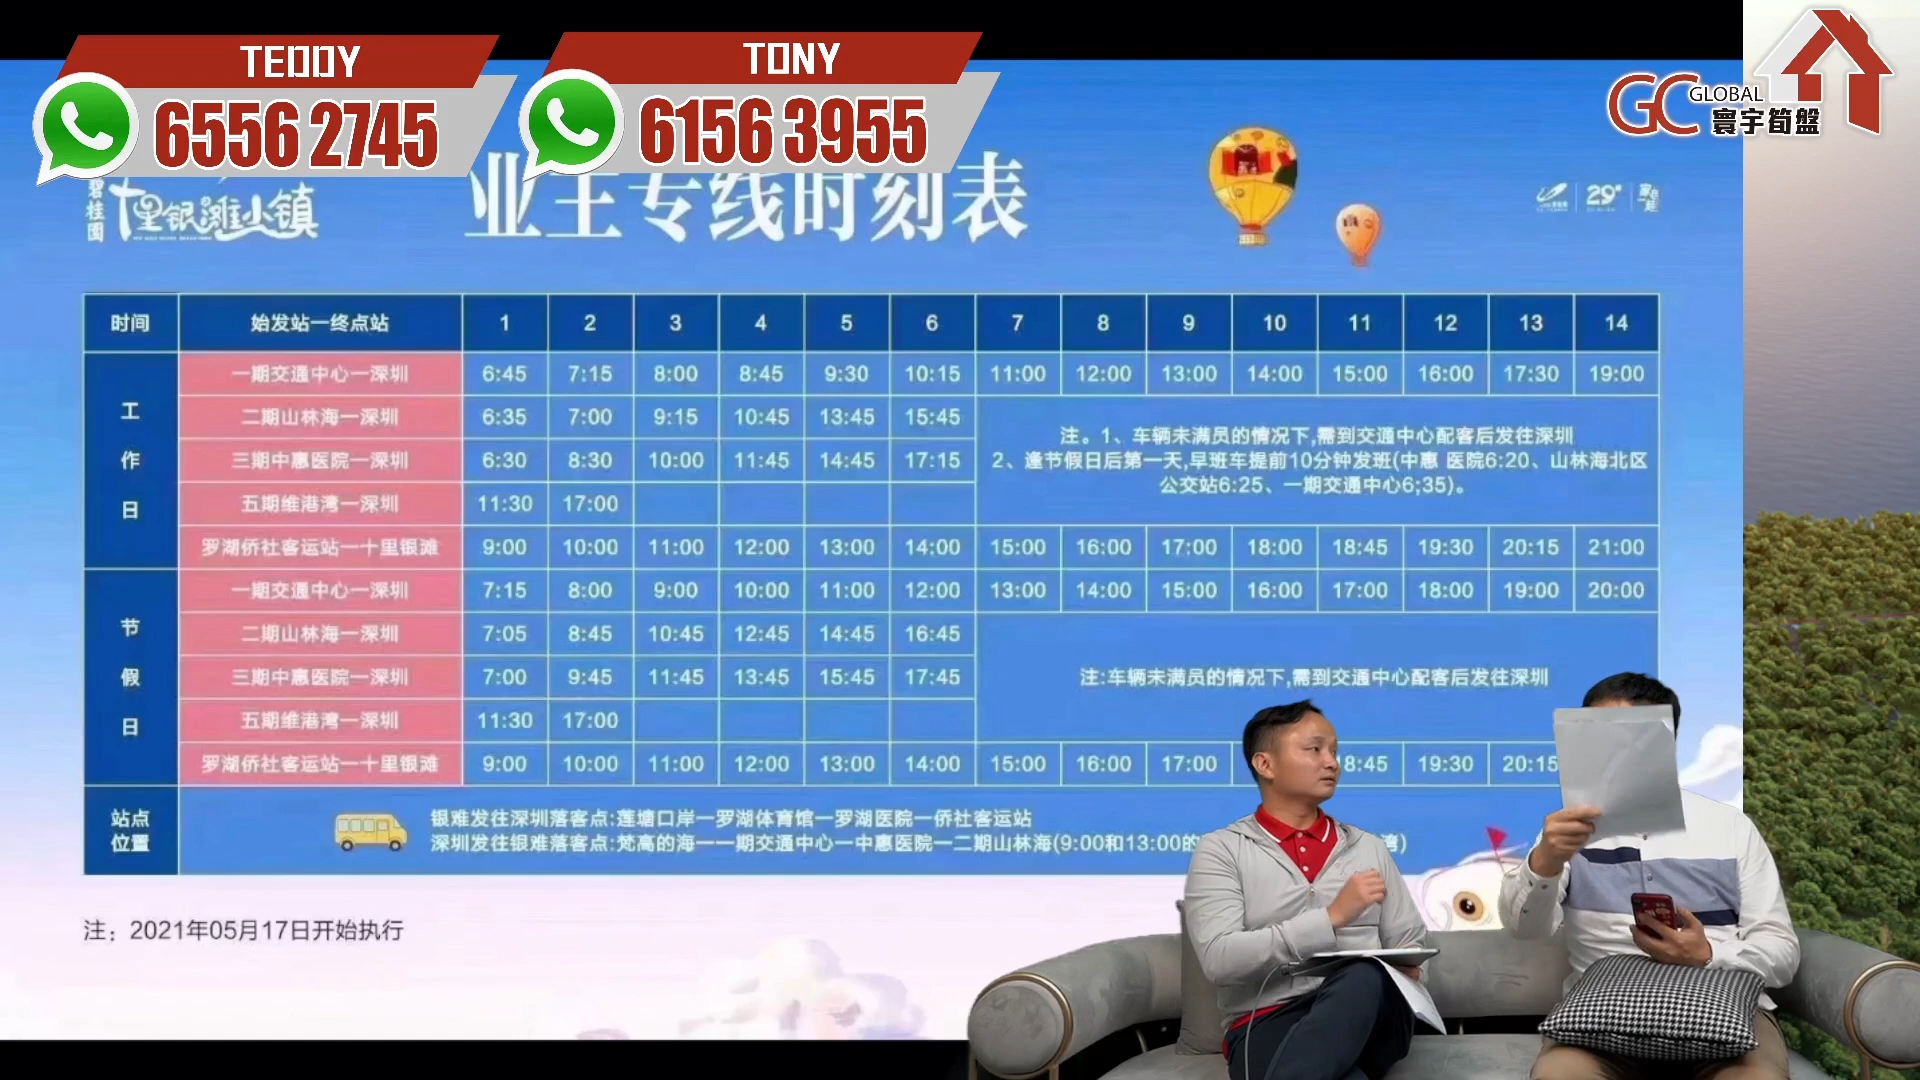 TEDDY
6556 2745
TONY
6156 3955
GC GLOBAL
寰宇筍盤
碧桂园
十里银滩小镇
业主专线时刻表
29°
时间 始发站一终点站 1 2 3 4 5 6 7 8 9 10 11 12 13 14
工作日
一期交通中心一深圳 6:45 7:15 8:00 8:45 9:30 10:15 11:00 12:00 13:00 14:00 15:00 16:00 17:30 19:00
二期山林海一深圳 6:35 7:00 9:15 10:45 13:45 15:45
三期中惠医院一深圳 6:30 8:30 10:00 11:45 14:45 17:15
五期维港湾一深圳 11:30 17:00
注。1、车辆未满员的情况下,需到交通中心配客后发往深圳
2、逢节假日后第一天,早班车提前10分钟发班(中惠 医院6:20、山林海北区
公交站6:25、一期交通中心6;35)。
罗湖侨社客运站一十里银滩 9:00 10:00 11:00 12:00 13:00 14:00 15:00 16:00 17:00 18:00 18:45 19:30 20:15 21:00
节假日
一期交通中心一深圳 7:15 8:00 9:00 10:00 11:00 12:00 13:00 14:00 15:00 16:00 17:00 18:00 19:00 20:00
二期山林海一深圳 7:05 8:45 10:45 12:45 14:45 16:45
三期中惠医院一深圳 7:00 9:45 11:45 13:45 15:45 17:45
五期维港湾一深圳 11:30 17:00
注:车辆未满员的情况下,需到交通中心配客后发往深圳
罗湖侨社客运站一十里银滩 9:00 10:00 11:00 12:00 13:00 14:00 15:00 16:00 17:00 8:45 19:30 20:15
站点位置
银难发往深圳落客点:莲塘口岸一罗湖体育馆一罗湖医院一侨社客运站
深圳发往银难落客点:梵高的海一一期交通中心一中惠医院一二期山林海(9:00和13:00的 湾)
注：2021年05月17日开始执行